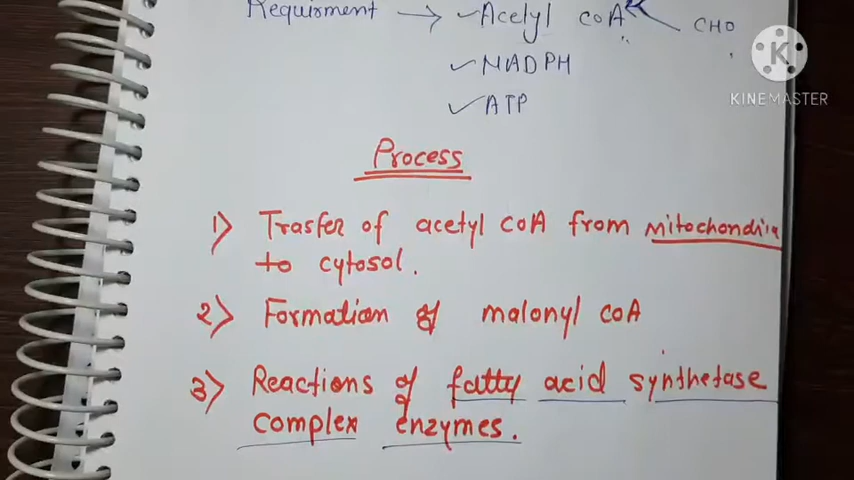 Requirment → ✓Acetyl CoA CHO
✓NADPH
✓ATP
K
KINEMASTER
Process
1) Trasfer of acetyl CoA from mitochondria
to cytosol.
2) Formation of malonyl CoA
3) Reactions of fatty acid synthetase
complex enzymes.